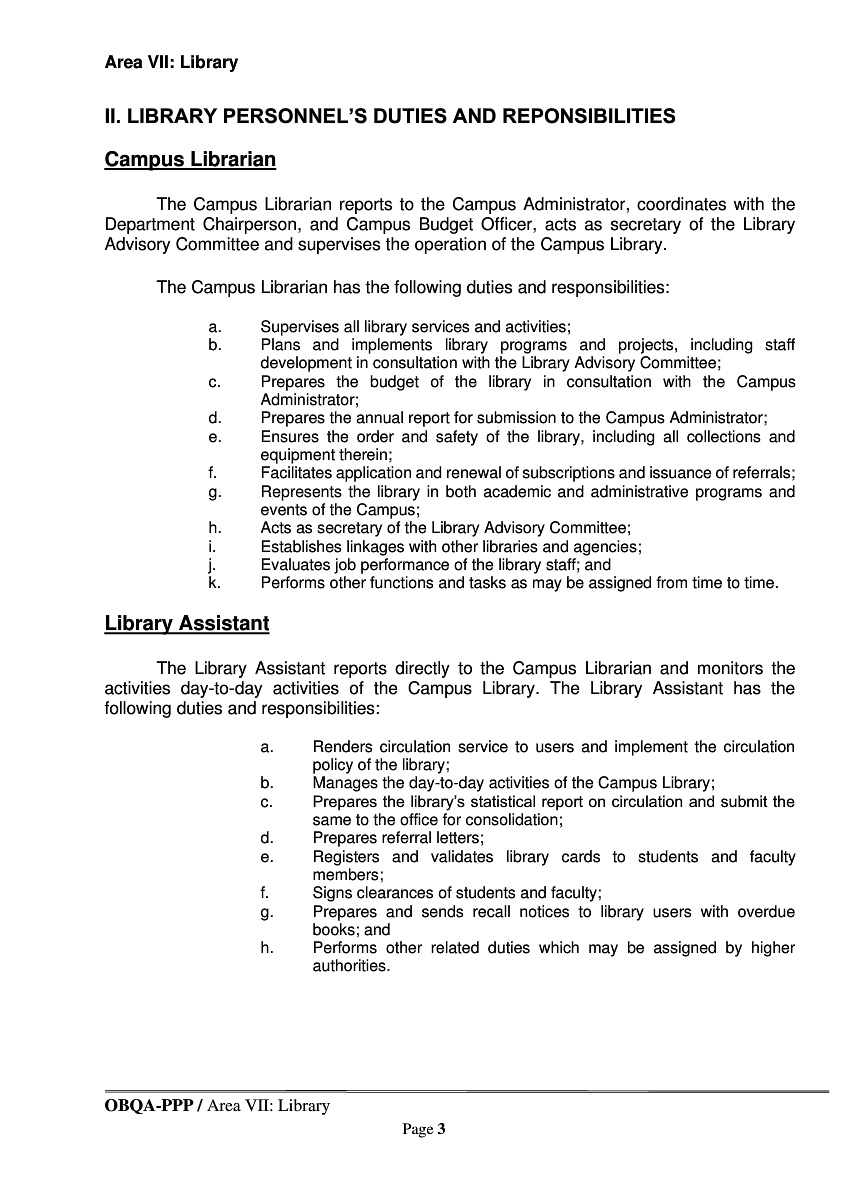 Area VII: Library
II. LIBRARY PERSONNEL'S DUTIES AND REPONSIBILITIES
Campus Librarian
The Campus Librarian reports to the Campus Administrator, coordinates with the
Department Chairperson, and Campus Budget Officer, acts as secretary of the Library
Advisory Committee and supervises the operation of the Campus Library.
The Campus Librarian has the following duties and responsibilities:
a. Supervises all library services and activities;
b. Plans and implements library programs and projects, including staff
development in consultation with the Library Advisory Committee;
c. Prepares the budget of the library in consultation with the Campus
Administrator;
d. Prepares the annual report for submission to the Campus Administrator;
e. Ensures the order and safety of the library, including all collections and
equipment therein;
f. Facilitates application and renewal of subscriptions and issuance of referrals;
g. Represents the library in both academic and administrative programs and
events of the Campus;
h. Acts as secretary of the Library Advisory Committee;
i. Establishes linkages with other libraries and agencies;
j. Evaluates job performance of the library staff; and
k. Performs other functions and tasks as may be assigned from time to time.
Library Assistant
The Library Assistant reports directly to the Campus Librarian and monitors the
activities day-to-day activities of the Campus Library. The Library Assistant has the
following duties and responsibilities:
a. Renders circulation service to users and implement the circulation
policy of the library;
b. Manages the day-to-day activities of the Campus Library;
c. Prepares the library's statistical report on circulation and submit the
same to the office for consolidation;
d. Prepares referral letters;
e. Registers and validates library cards to students and faculty
members;
f. Signs clearances of students and faculty;
g. Prepares and sends recall notices to library users with overdue
books; and
h. Performs other related duties which may be assigned by higher
authorities.
OBQA-PPP / Area VII: Library
Page 3